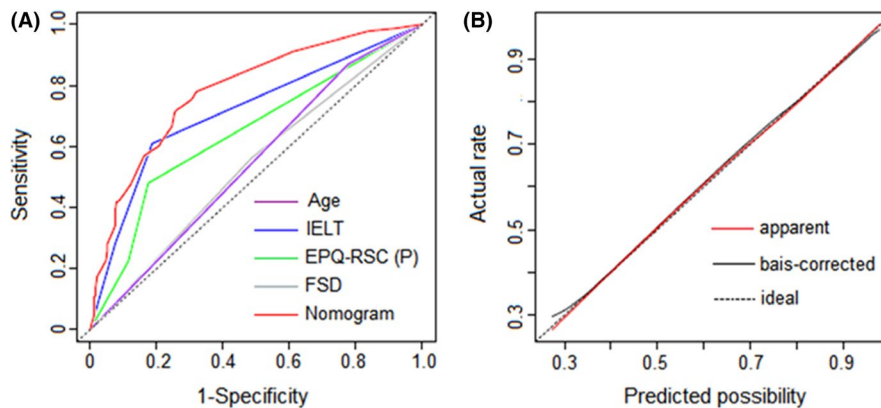 (A)
Sensitivity
1.0
0.8
0.6
0.4
0.2
0
Age
IELT
EPQ-RSC (P)
FSD
Nomogram
0
0.2
0.4
0.6
0.8
1.0
1-Specificity
(B)
Actual rate
0.9
0.7
0.5
0.3
apparent
bais-corrected
ideal
0.3
0.5
0.7
0.9
Predicted possibility